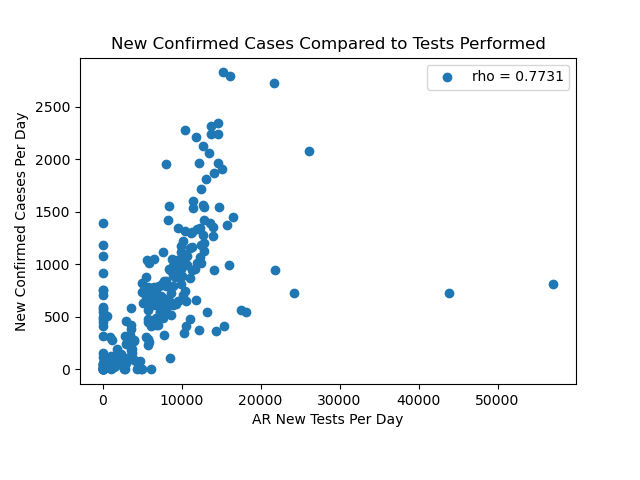 New Confirmed Cases Compared to Tests Performed
rho = 0.7731
New Confirmed Caeses Per Day
2500
2000
1500
1000
500
0
0 10000 20000 30000 40000 50000
AR New Tests Per Day